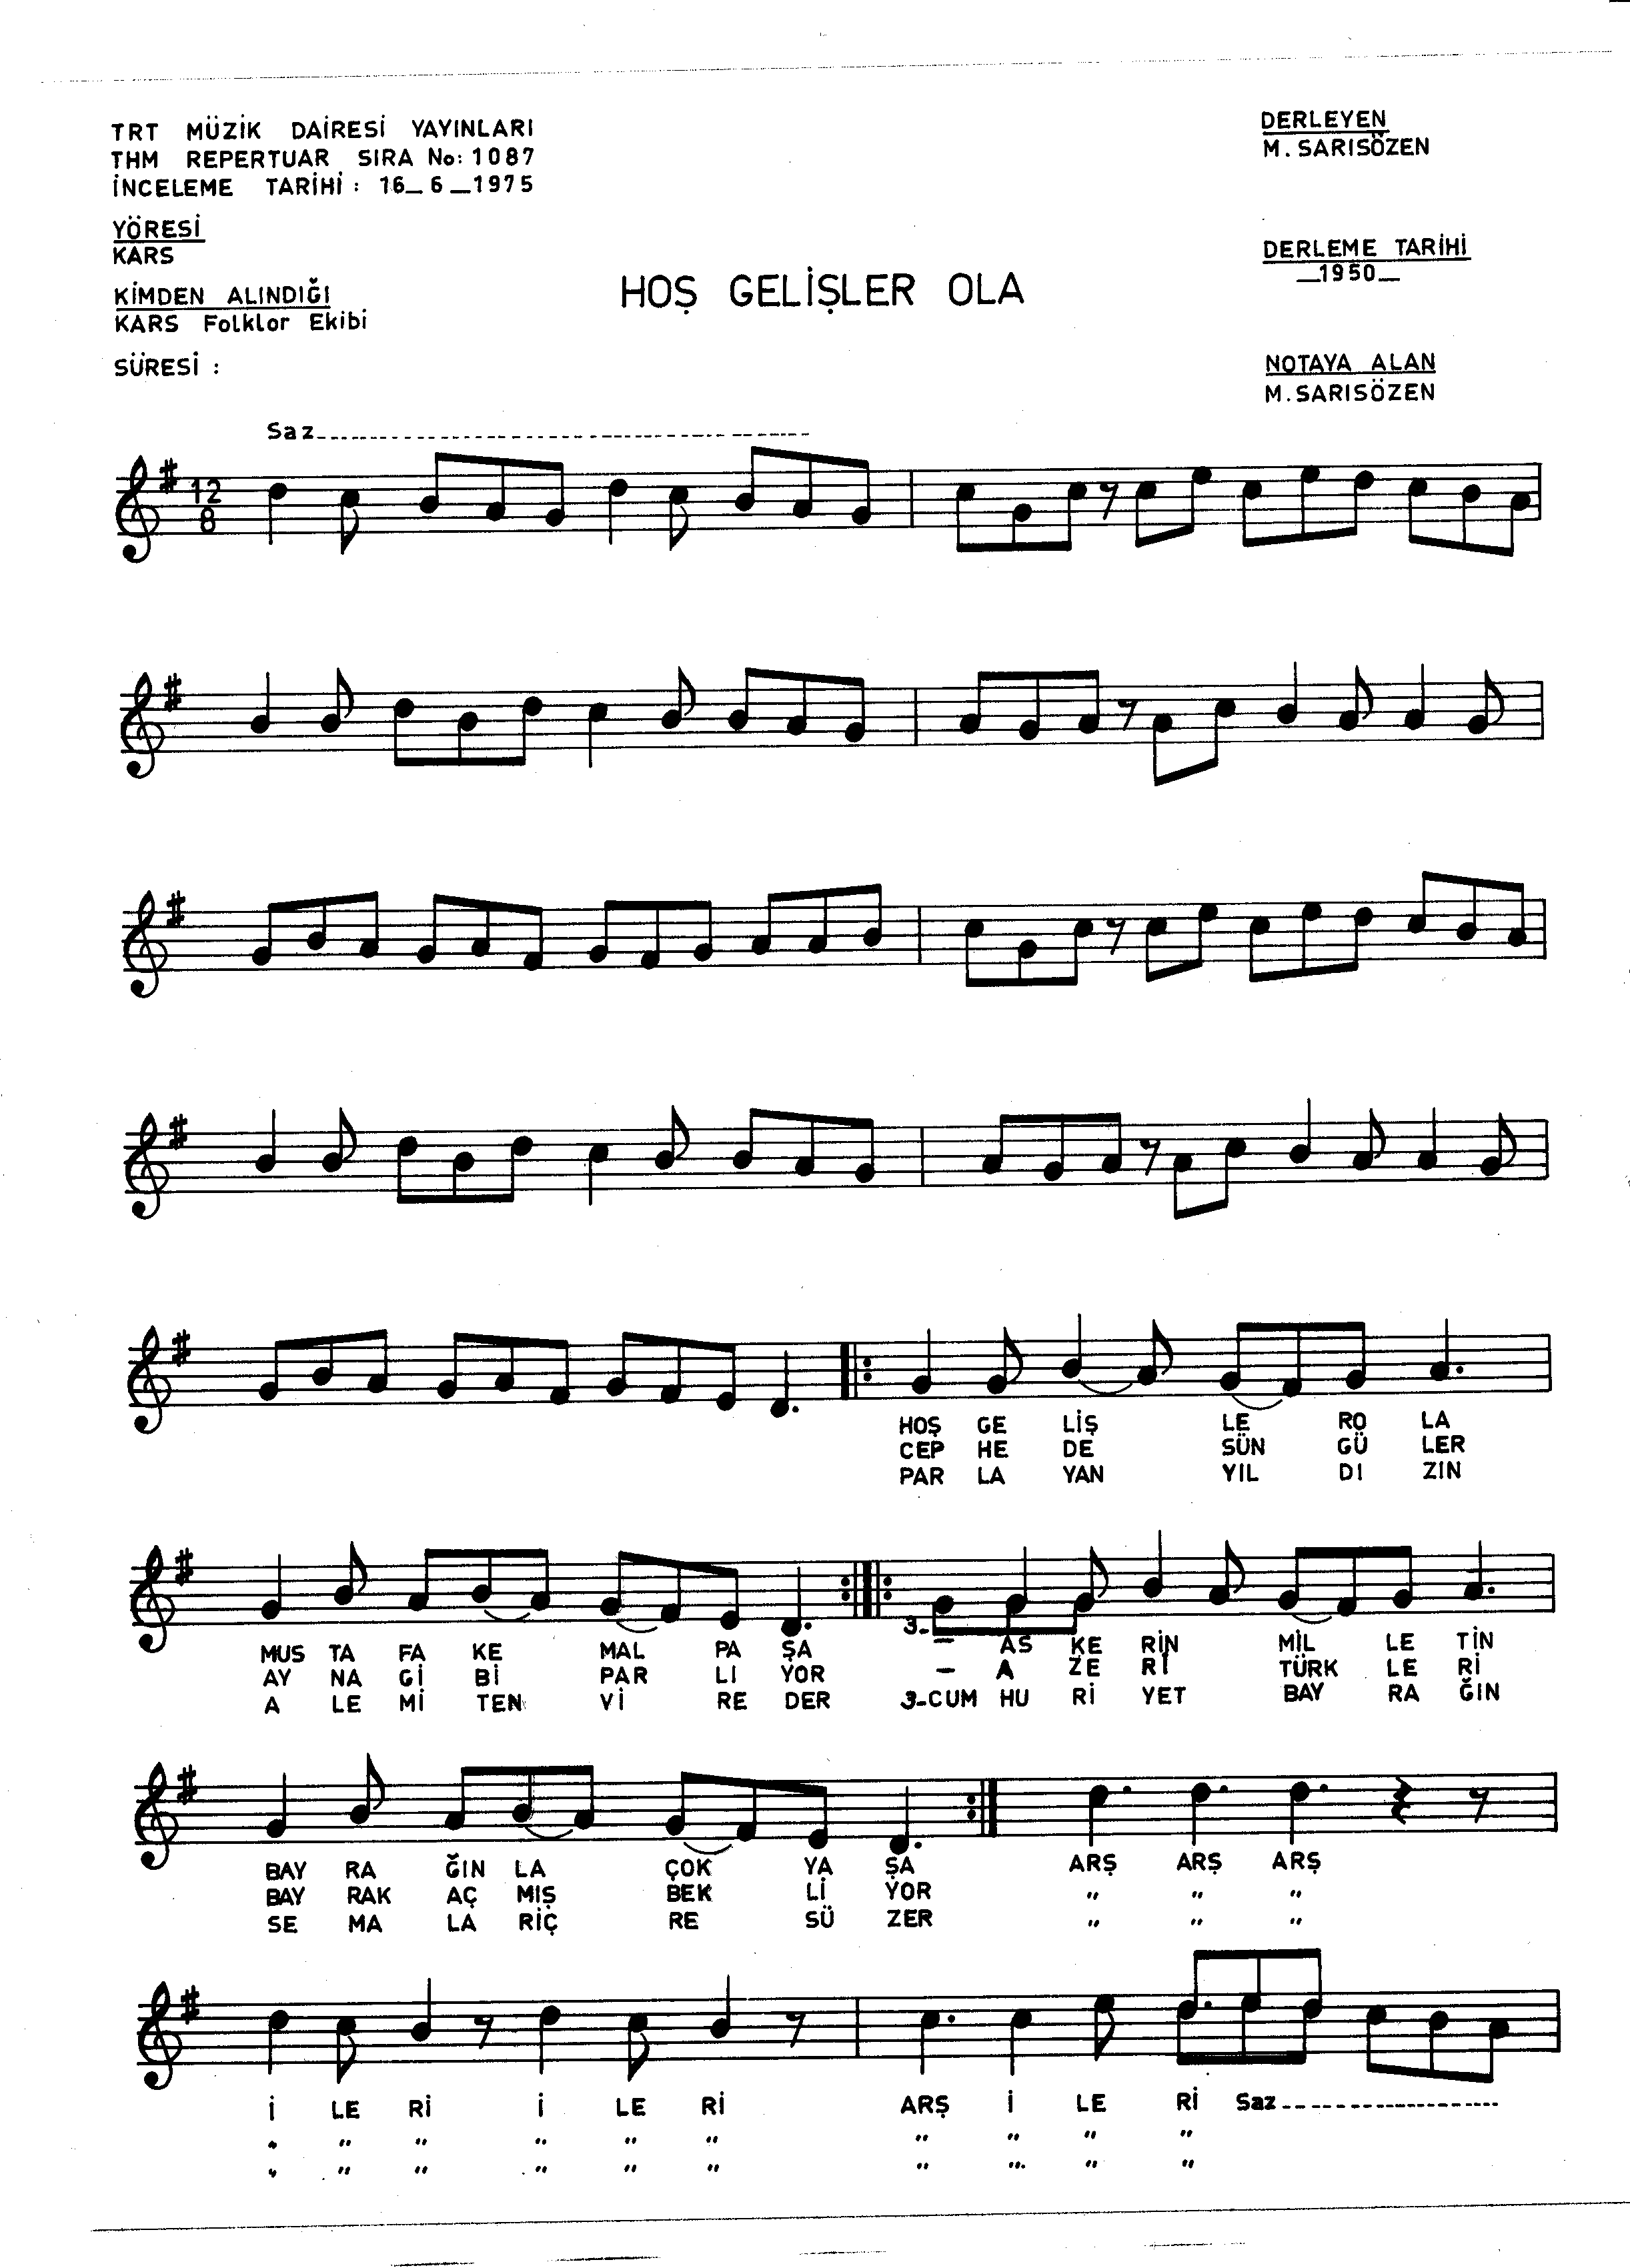 TRT MÜZİK DAİRESİ YAYINLARI
THM REPERTUAR SIRA No: 1087
İNCELEME TARİHİ : 16_6_1975
YÖRESİ
KARS
KİMDEN ALINDIĞI
KARS Folklor Ekibi
SÜRESİ :
HOŞ GELİŞLER OLA
DERLEYEN
M. SARISÖZEN
DERLEME TARİHİ
_1950_
NOTAYA ALAN
M. SARISÖZEN
Saz
12
8
HOŞ GE LİŞ LE RO LA
CEP HE DE SÜN GÜ LER
PAR LA YAN YIL DI ZIN
3-
MUS TA FA KE MAL PA ŞA – AS KE RİN MİL LE TİN
AY NA Gİ Bİ PAR LI YOR – A ZE Rİ TÜRK LE Rİ
A LE Mİ TEN Vİ RE DER 3-CUM HU Rİ YET BAY RA ĞIN
BAY RA ĞIN LA ÇOK YA ŞA ARŞ ARŞ ARŞ
BAY RAK AÇ MIŞ BEK Lİ YOR " " "
SE MA LA RİÇ RE SÜ ZER " " "
İ LE Rİ İ LE Rİ ARŞ İ LE Rİ Saz
" " " " " " " " " "
" " " " " " " " " "